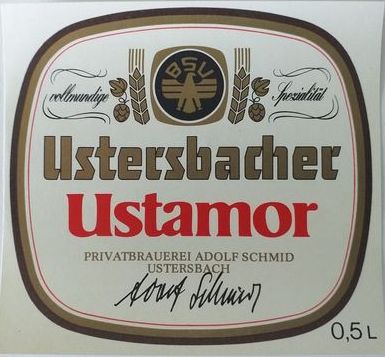 BSU
vollmundige Spezialität
Ustersbacher
Ustamor
PRIVATBRAUEREI ADOLF SCHMID
USTERSBACH
Adolf Schmid
0,5 L